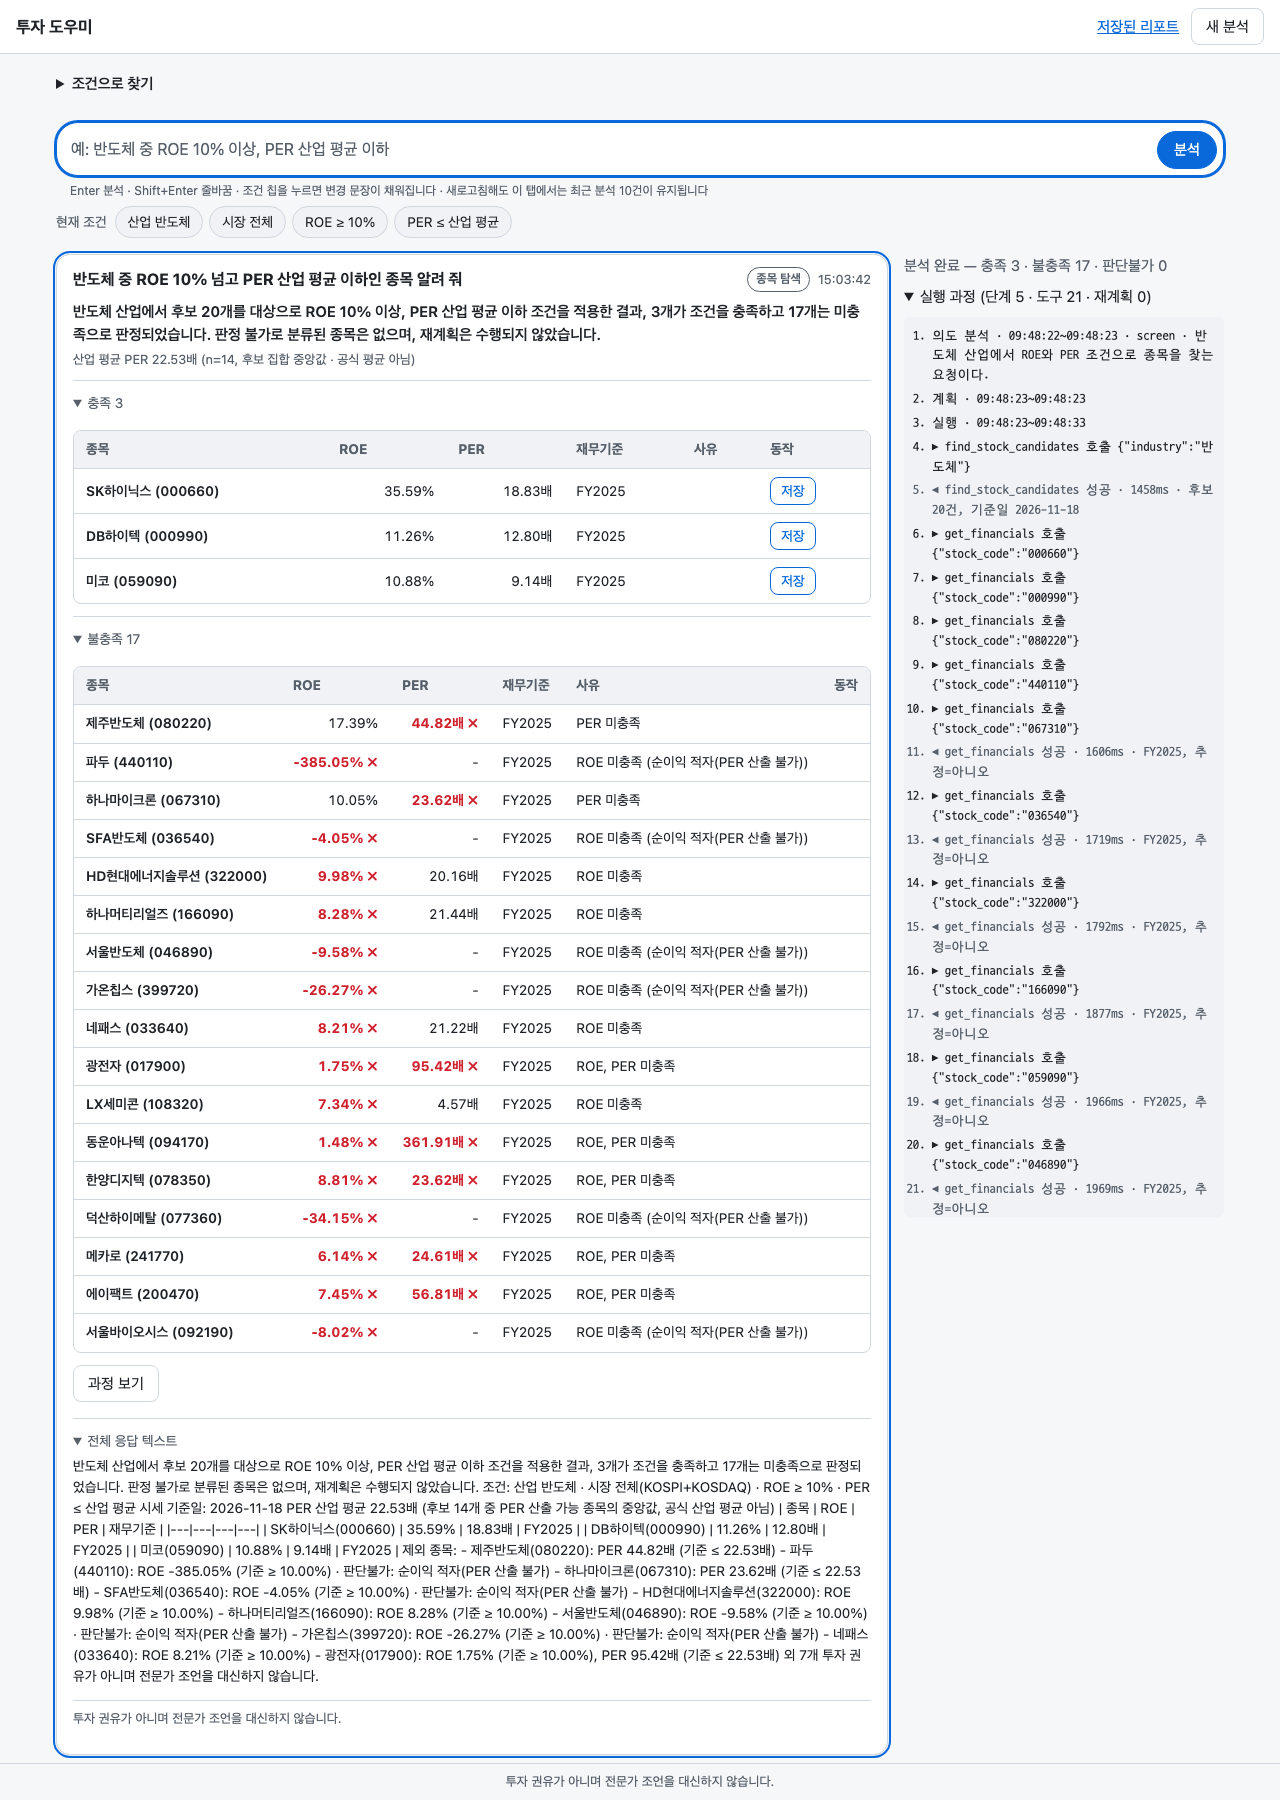 투자 도우미
저장된 리포트
새 분석
▶ 조건으로 찾기
예: 반도체 중 ROE 10% 이상, PER 산업 평균 이하
분석
Enter 분석 · Shift+Enter 줄바꿈 · 조건 칩을 누르면 변경 문장이 채워집니다 · 새로고침해도 이 탭에서는 최근 분석 10건이 유지됩니다
현재 조건 산업 반도체 시장 전체 ROE ≥ 10% PER ≤ 산업 평균
반도체 중 ROE 10% 넘고 PER 산업 평균 이하인 종목 알려 줘
종목 탐색 15:03:42
반도체 산업에서 후보 20개를 대상으로 ROE 10% 이상, PER 산업 평균 이하 조건을 적용한 결과, 3개가 조건을 충족하고 17개는 미충
족으로 판정되었습니다. 판정 불가로 분류된 종목은 없으며, 재계획은 수행되지 않았습니다.
산업 평균 PER 22.53배 (n=14, 후보 집합 중앙값 · 공식 평균 아님)
▼ 충족 3
종목 ROE PER 재무기준 사유 동작
SK하이닉스 (000660) 35.59% 18.83배 FY2025 저장
DB하이텍 (000990) 11.26% 12.80배 FY2025 저장
미코 (059090) 10.88% 9.14배 FY2025 저장
▼ 불충족 17
종목 ROE PER 재무기준 사유 동작
제주반도체 (080220) 17.39% 44.82배 ✕ FY2025 PER 미충족
파두 (440110) -385.05% ✕ - FY2025 ROE 미충족 (순이익 적자(PER 산출 불가))
하나마이크론 (067310) 10.05% 23.62배 ✕ FY2025 PER 미충족
SFA반도체 (036540) -4.05% ✕ - FY2025 ROE 미충족 (순이익 적자(PER 산출 불가))
HD현대에너지솔루션 (322000) 9.98% ✕ 20.16배 FY2025 ROE 미충족
하나머티리얼즈 (166090) 8.28% ✕ 21.44배 FY2025 ROE 미충족
서울반도체 (046890) -9.58% ✕ - FY2025 ROE 미충족 (순이익 적자(PER 산출 불가))
가온칩스 (399720) -26.27% ✕ - FY2025 ROE 미충족 (순이익 적자(PER 산출 불가))
네패스 (033640) 8.21% ✕ 21.22배 FY2025 ROE 미충족
광전자 (017900) 1.75% ✕ 95.42배 ✕ FY2025 ROE, PER 미충족
LX세미콘 (108320) 7.34% ✕ 4.57배 FY2025 ROE 미충족
동운아나텍 (094170) 1.48% ✕ 361.91배 ✕ FY2025 ROE, PER 미충족
한양디지텍 (078350) 8.81% ✕ 23.62배 ✕ FY2025 ROE, PER 미충족
덕산하이메탈 (077360) -34.15% ✕ - FY2025 ROE 미충족 (순이익 적자(PER 산출 불가))
메카로 (241770) 6.14% ✕ 24.61배 ✕ FY2025 ROE, PER 미충족
에이팩트 (200470) 7.45% ✕ 56.81배 ✕ FY2025 ROE, PER 미충족
서울바이오시스 (092190) -8.02% ✕ - FY2025 ROE 미충족 (순이익 적자(PER 산출 불가))
과정 보기
▼ 전체 응답 텍스트
반도체 산업에서 후보 20개를 대상으로 ROE 10% 이상, PER 산업 평균 이하 조건을 적용한 결과, 3개가 조건을 충족하고 17개는 미충족으로 판정되
었습니다. 판정 불가로 분류된 종목은 없으며, 재계획은 수행되지 않았습니다. 조건: 산업 반도체 · 시장 전체(KOSPI+KOSDAQ) · ROE ≥ 10% · PER
≤ 산업 평균 시세 기준일: 2026-11-18 PER 산업 평균 22.53배 (후보 14개 중 PER 산출 가능 종목의 중앙값, 공식 산업 평균 아님) | 종목 | ROE |
PER | 재무기준 | |---|---|---|---| | SK하이닉스(000660) | 35.59% | 18.83배 | FY2025 | | DB하이텍(000990) | 11.26% | 12.80배 |
FY2025 | | 미코(059090) | 10.88% | 9.14배 | FY2025 | 제외 종목: - 제주반도체(080220): PER 44.82배 (기준 ≤ 22.53배) - 파두
(440110): ROE -385.05% (기준 ≥ 10.00%) · 판단불가: 순이익 적자(PER 산출 불가) - 하나마이크론(067310): PER 23.62배 (기준 ≤ 22.53
배) - SFA반도체(036540): ROE -4.05% (기준 ≥ 10.00%) · 판단불가: 순이익 적자(PER 산출 불가) - HD현대에너지솔루션(322000): ROE
9.98% (기준 ≥ 10.00%) - 하나머티리얼즈(166090): ROE 8.28% (기준 ≥ 10.00%) - 서울반도체(046890): ROE -9.58% (기준 ≥ 10.00%)
· 판단불가: 순이익 적자(PER 산출 불가) - 가온칩스(399720): ROE -26.27% (기준 ≥ 10.00%) · 판단불가: 순이익 적자(PER 산출 불가) - 네패스
(033640): ROE 8.21% (기준 ≥ 10.00%) - 광전자(017900): ROE 1.75% (기준 ≥ 10.00%), PER 95.42배 (기준 ≤ 22.53배) 외 7개 투자 권
유가 아니며 전문가 조언을 대신하지 않습니다.
투자 권유가 아니며 전문가 조언을 대신하지 않습니다.
분석 완료 — 충족 3 · 불충족 17 · 판단불가 0
▼ 실행 과정 (단계 5 · 도구 21 · 재계획 0)
1. 의도 분석 · 09:48:22~09:48:23 · screen · 반
도체 산업에서 ROE와 PER 조건으로 종목을 찾는
요청이다.
2. 계획 · 09:48:23~09:48:23
3. 실행 · 09:48:23~09:48:33
4. ▶ find_stock_candidates 호출 {"industry":"반
도체"}
5. ◀ find_stock_candidates 성공 · 1458ms · 후보
20건, 기준일 2026-11-18
6. ▶ get_financials 호출
{"stock_code":"000660"}
7. ▶ get_financials 호출
{"stock_code":"000990"}
8. ▶ get_financials 호출
{"stock_code":"080220"}
9. ▶ get_financials 호출
{"stock_code":"440110"}
10. ▶ get_financials 호출
{"stock_code":"067310"}
11. ◀ get_financials 성공 · 1606ms · FY2025, 추
정=아니오
12. ▶ get_financials 호출
{"stock_code":"036540"}
13. ◀ get_financials 성공 · 1719ms · FY2025, 추
정=아니오
14. ▶ get_financials 호출
{"stock_code":"322000"}
15. ◀ get_financials 성공 · 1792ms · FY2025, 추
정=아니오
16. ▶ get_financials 호출
{"stock_code":"166090"}
17. ◀ get_financials 성공 · 1877ms · FY2025, 추
정=아니오
18. ▶ get_financials 호출
{"stock_code":"059090"}
19. ◀ get_financials 성공 · 1966ms · FY2025, 추
정=아니오
20. ▶ get_financials 호출
{"stock_code":"046890"}
21. ◀ get_financials 성공 · 1969ms · FY2025, 추
정=아니오
투자 권유가 아니며 전문가 조언을 대신하지 않습니다.